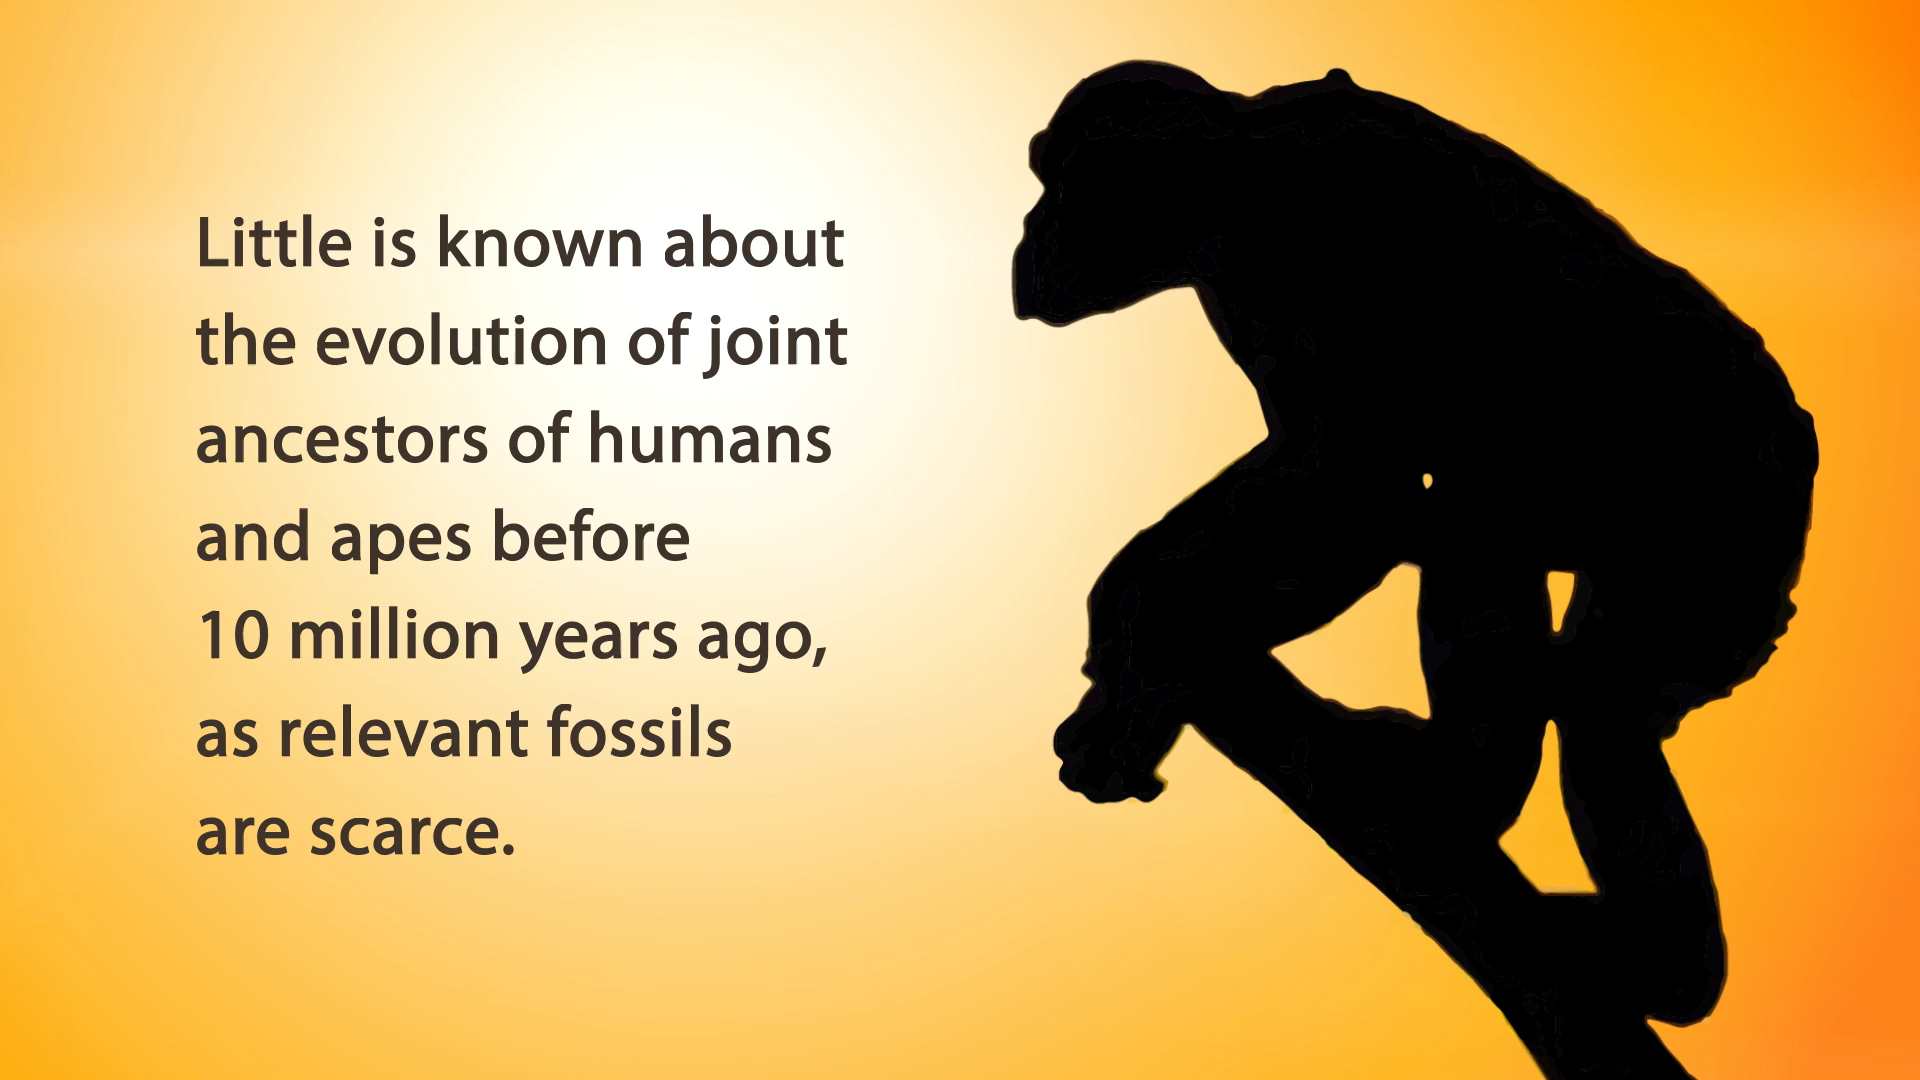 Little is known about
the evolution of joint
ancestors of humans
and apes before
10 million years ago,
as relevant fossils
are scarce.